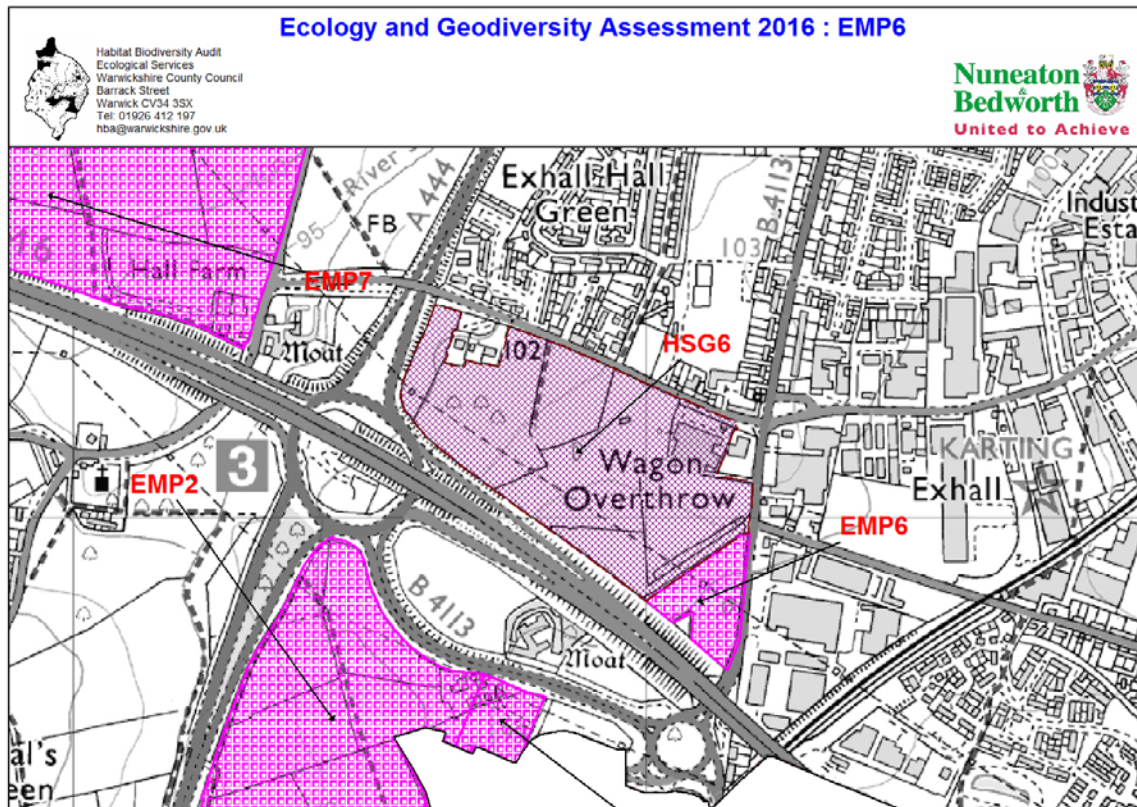 Ecology and Geodiversity Assessment 2016 : EMP6
Habitat Biodiversity Audit
Ecological Services
Warwickshire County Council
Barrack Street
Warwick CV34 3SX
Tel: 01926 412 197
hba@warwickshire.gov.uk
Nuneaton
&
Bedworth
United to Achieve
River
A 444
Exhall Hall
Green
B 4113
103
Indust
Esta
FB
95
Hall Farm
EMP7
Moat
102
HSG6
Wagon
Overthrow
KARTING
Exhall
EMP2
3
EMP6
B 4113
Moat
al's
een